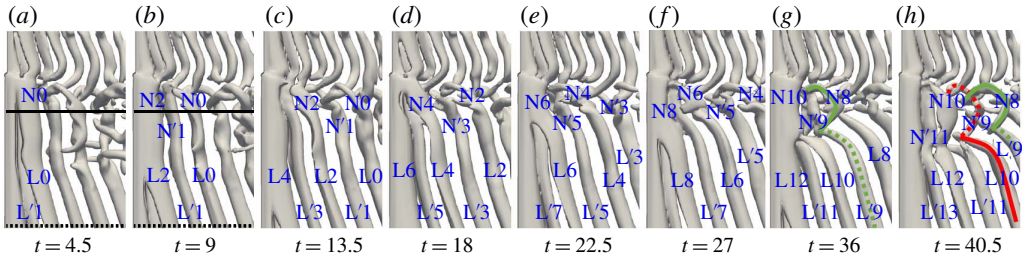 (a) (b) (c) (d) (e) (f) (g) (h)
N0 N2 N0 N2 N0 N4 N2 N6 N4 N8 N6 N4 N10 N8 N10 N8
N′1 N′1 N′3 N′5 N′3 N′5 N′9 N′11 N′9
L0 L2 L0 L4 L2 L0 L6 L4 L2 L6 L4 L′3 L8 L6 L′5 L12 L10 L8 L12 L10 L′9
L′1 L′1 L′3 L′1 L′5 L′3 L′7 L′5 L′7 L′11 L′9 L′13 L′11
t = 4.5 t = 9 t = 13.5 t = 18 t = 22.5 t = 27 t = 36 t = 40.5